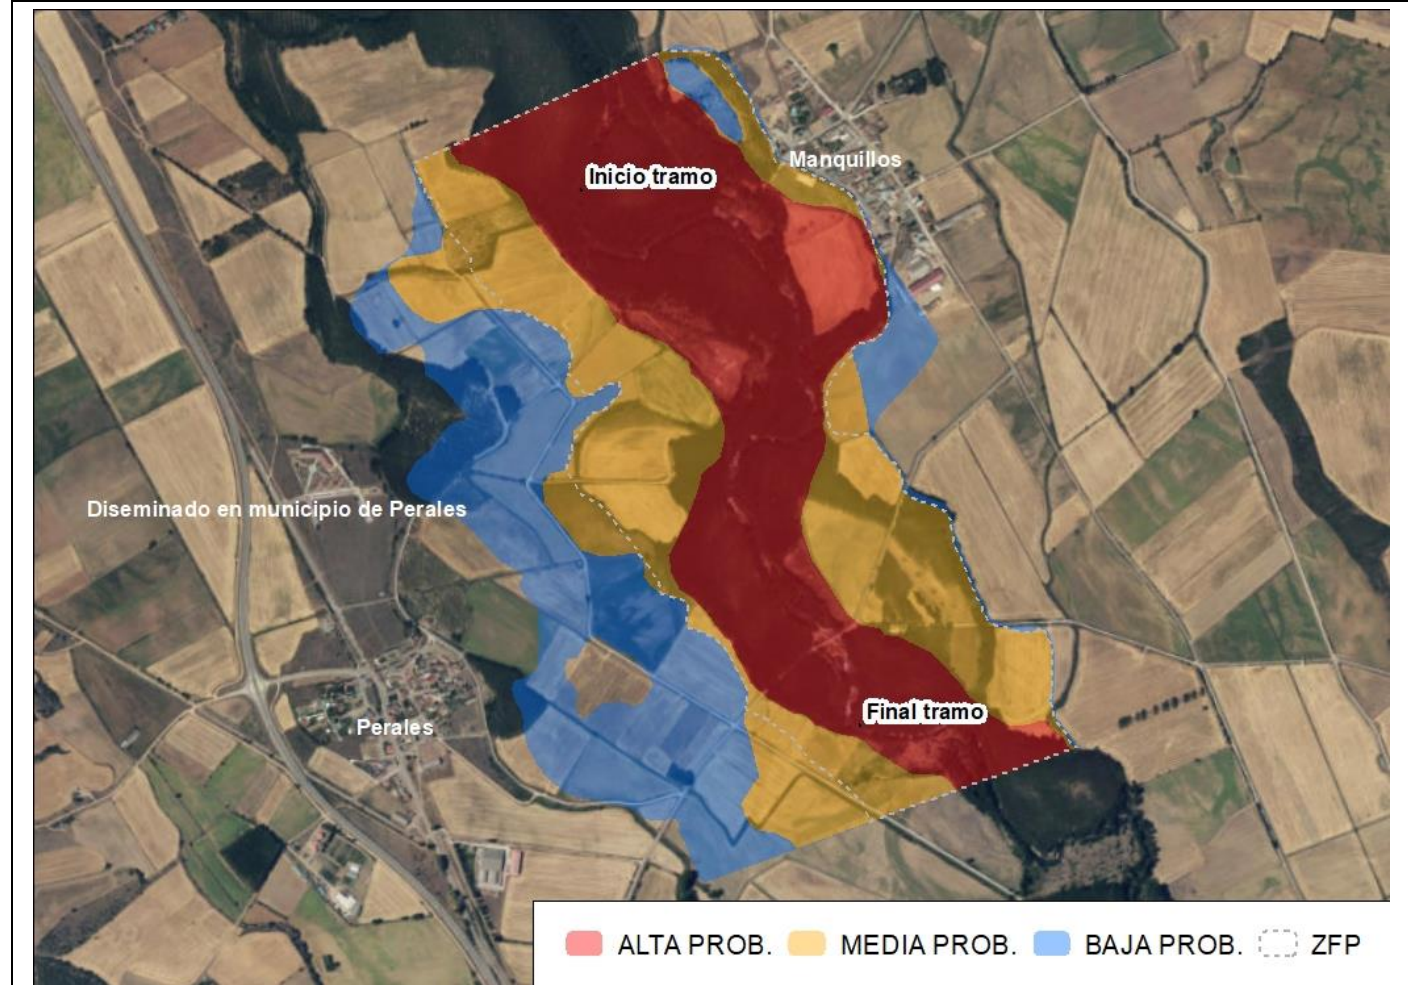 Manquillos
Inicio tramo
Diseminado en municipio de Perales
Final tramo
Perales
ALTA PROB.
MEDIA PROB.
BAJA PROB.
ZFP